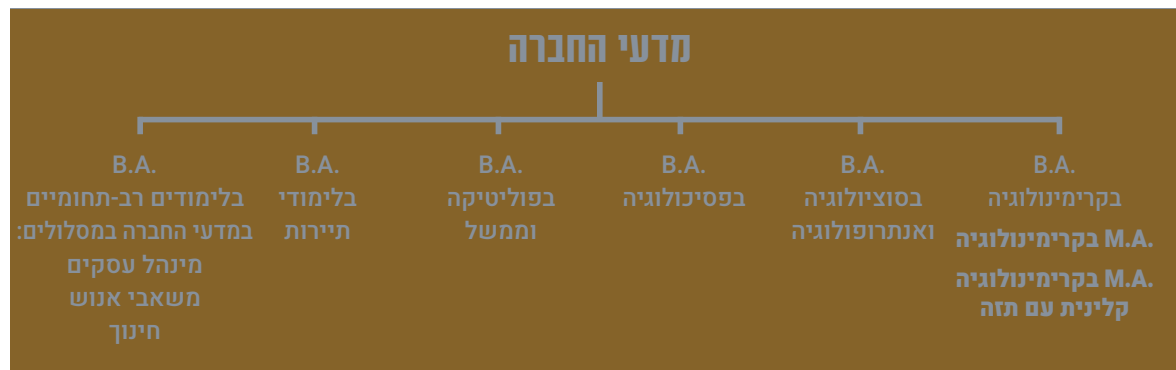 מדעי החברה
B.A.
בקרימינולוגיה
M.A. בקרימינולוגיה
M.A. בקרימינולוגיה
קלינית עם תזה
B.A.
בסוציולוגיה
ואנתרופולוגיה
B.A.
בפסיכולוגיה
B.A.
בפוליטיקה
וממשל
B.A.
בלימודי
תיירות
B.A.
בלימודים רב-תחומיים
במדעי החברה במסלולים:
מינהל עסקים
משאבי אנוש
חינוך